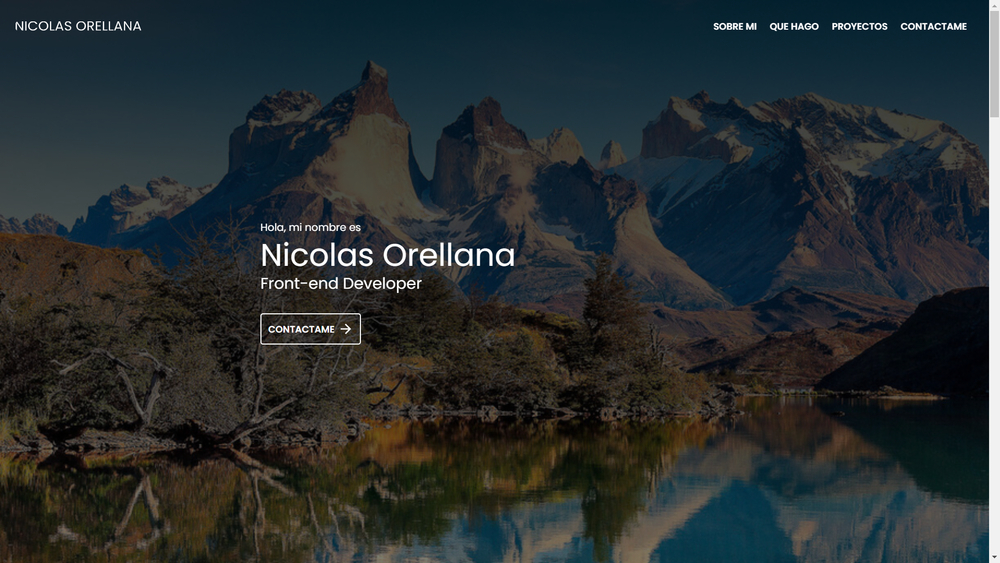 NICOLAS ORELLANA
SOBRE MI QUE HAGO PROYECTOS CONTACTAME
Hola, mi nombre es
Nicolas Orellana
Front-end Developer
CONTACTAME